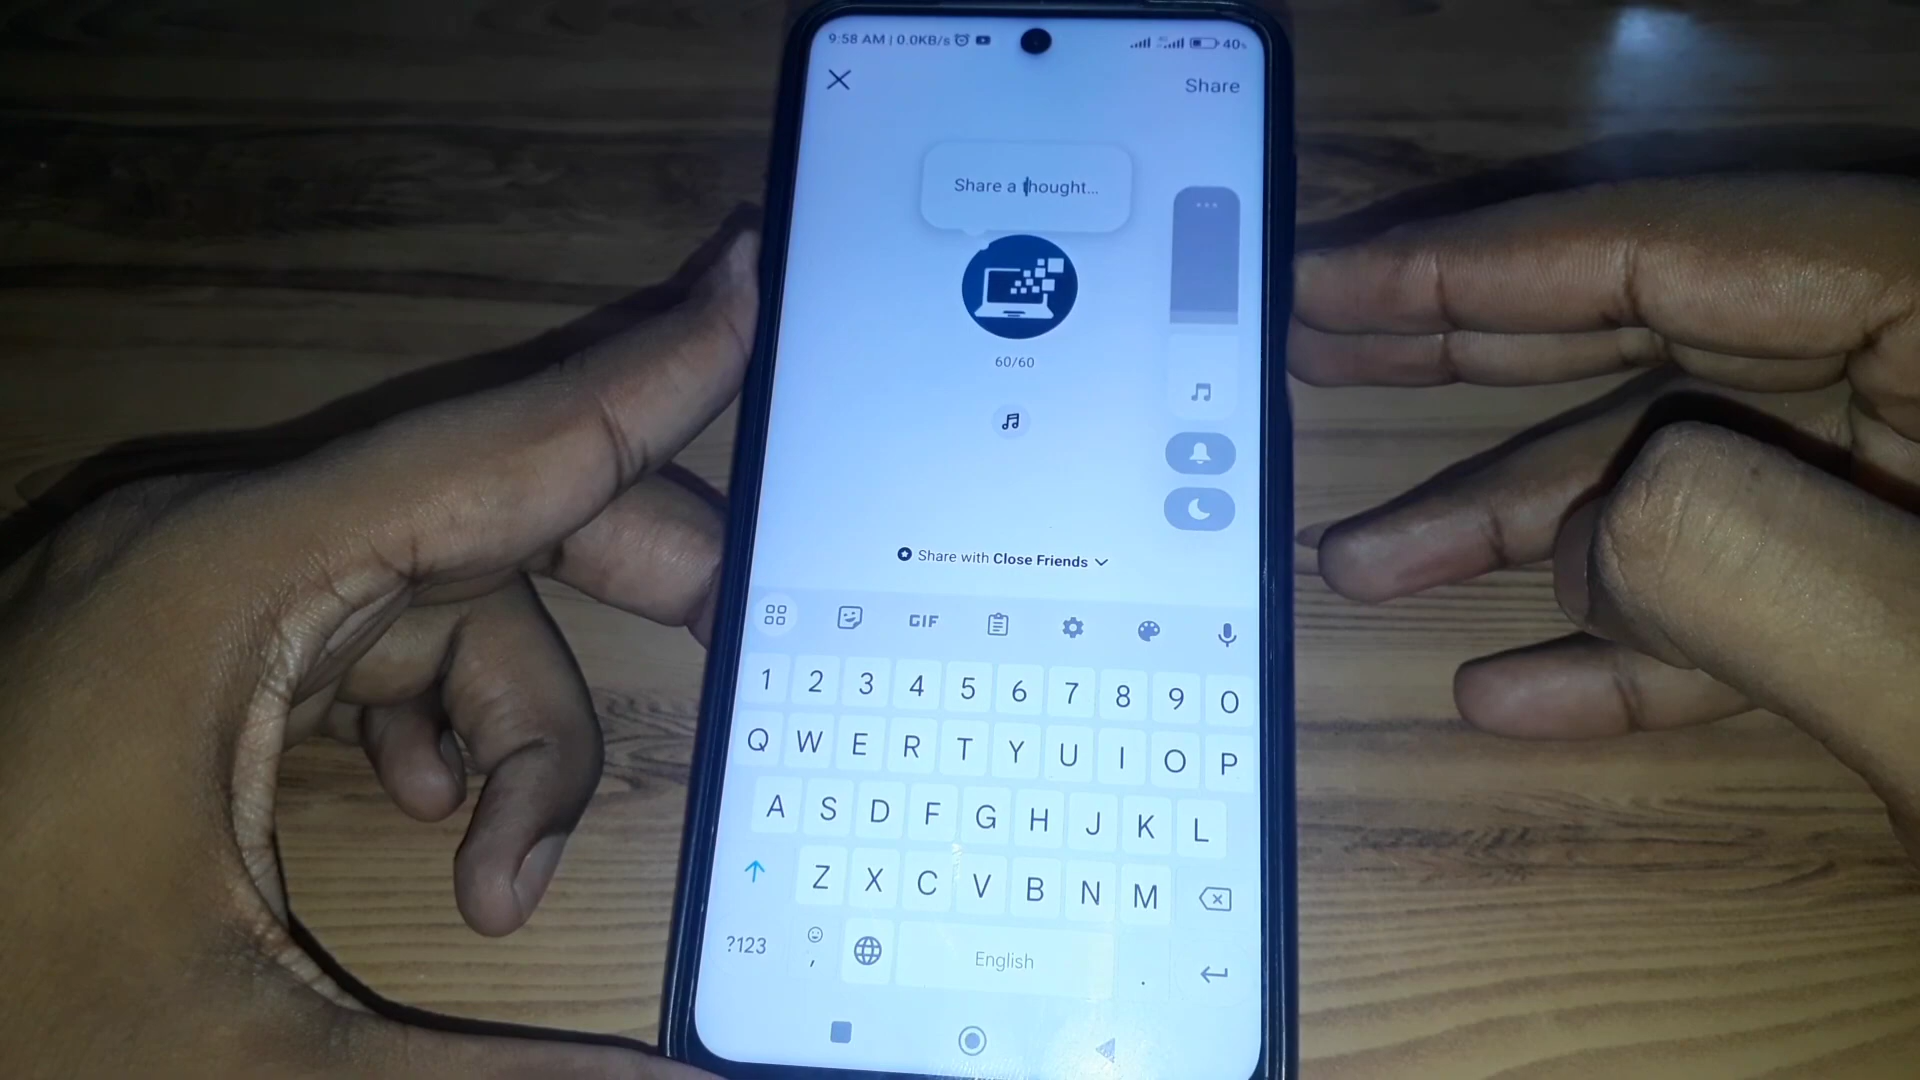 9:58 AM | 0.0KB/s
40%
Share
Share a thought...
60/60
Share with Close Friends
GIF
1 2 3 4 5 6 7 8 9 0
Q W E R T Y U I O P
A S D F G H J K L
Z X C V B N M
?123 , English .